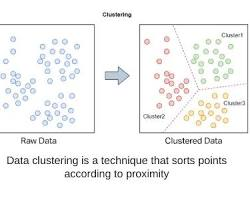 Clustering
Cluster1
Cluster3
Cluster2
Raw Data
Clustered Data
Data clustering is a technique that sorts points
according to proximity